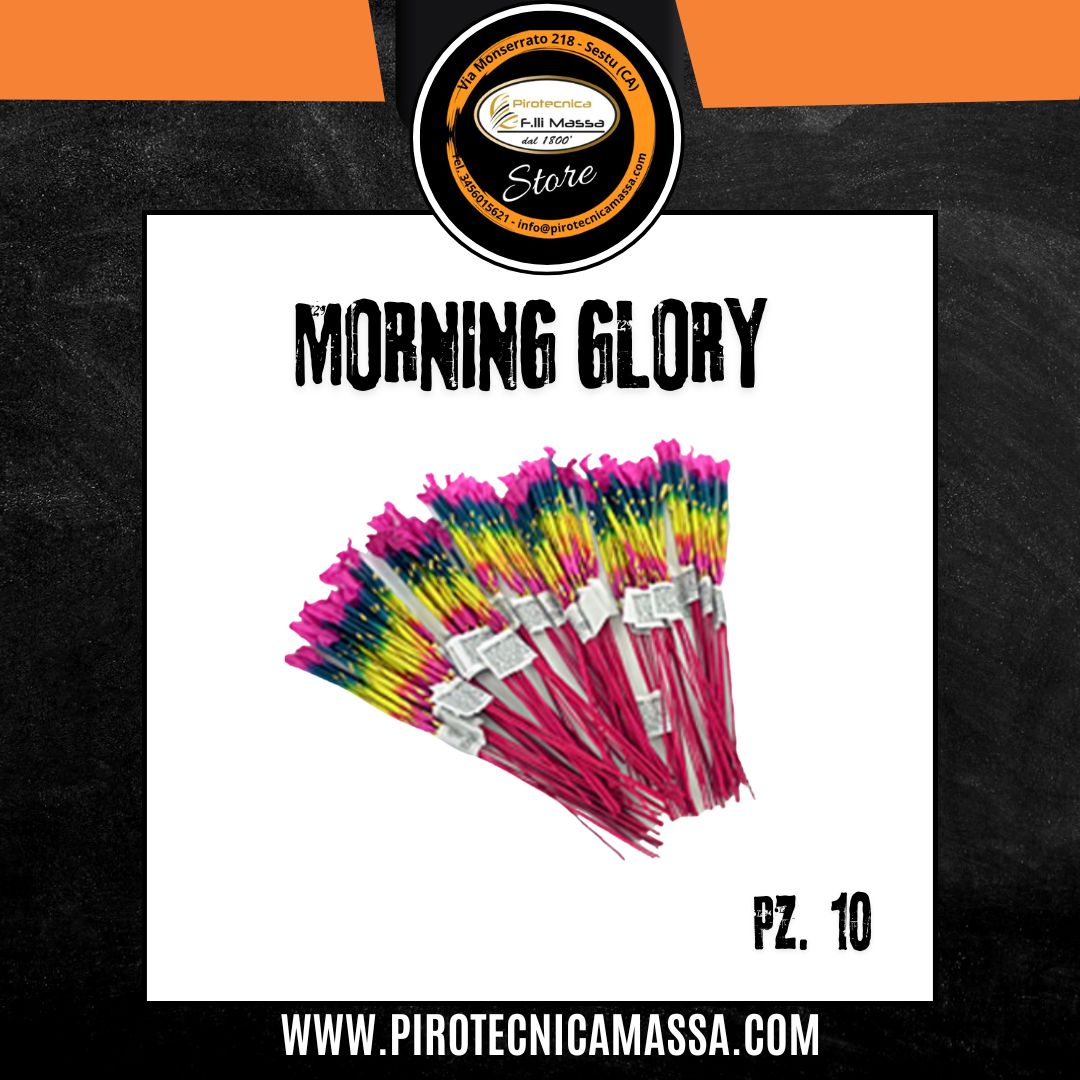 Via Monserrato 218 - Sestu (CA)
Pirotecnica
F.lli Massa
dal 1800'
Store
Tel. 3456015621 - info@pirotecnicamassa.com
MORNING GLORY
PZ. 10
WWW.PIROTECNICAMASSA.COM